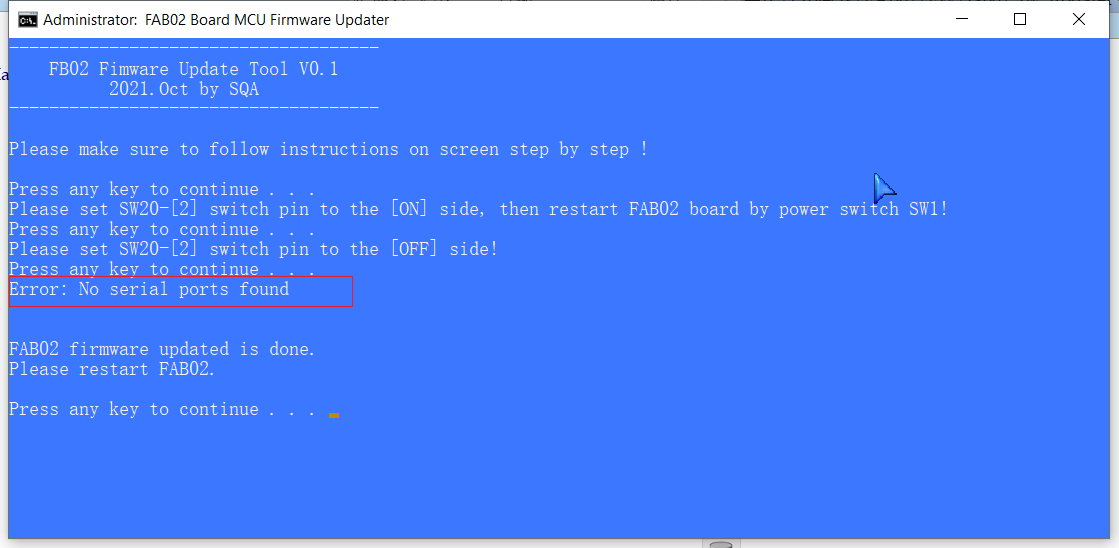 Administrator: FAB02 Board MCU Firmware Updater
-------------------------------------
FB02 Fimware Update Tool V0.1
2021.Oct by SQA
-------------------------------------
Please make sure to follow instructions on screen step by step !
Press any key to continue . . .
Please set SW20-[2] switch pin to the [ON] side, then restart FAB02 board by power switch SW1!
Press any key to continue . . .
Please set SW20-[2] switch pin to the [OFF] side!
Press any key to continue . . .
Error: No serial ports found
FAB02 firmware updated is done.
Please restart FAB02.
Press any key to continue . . .